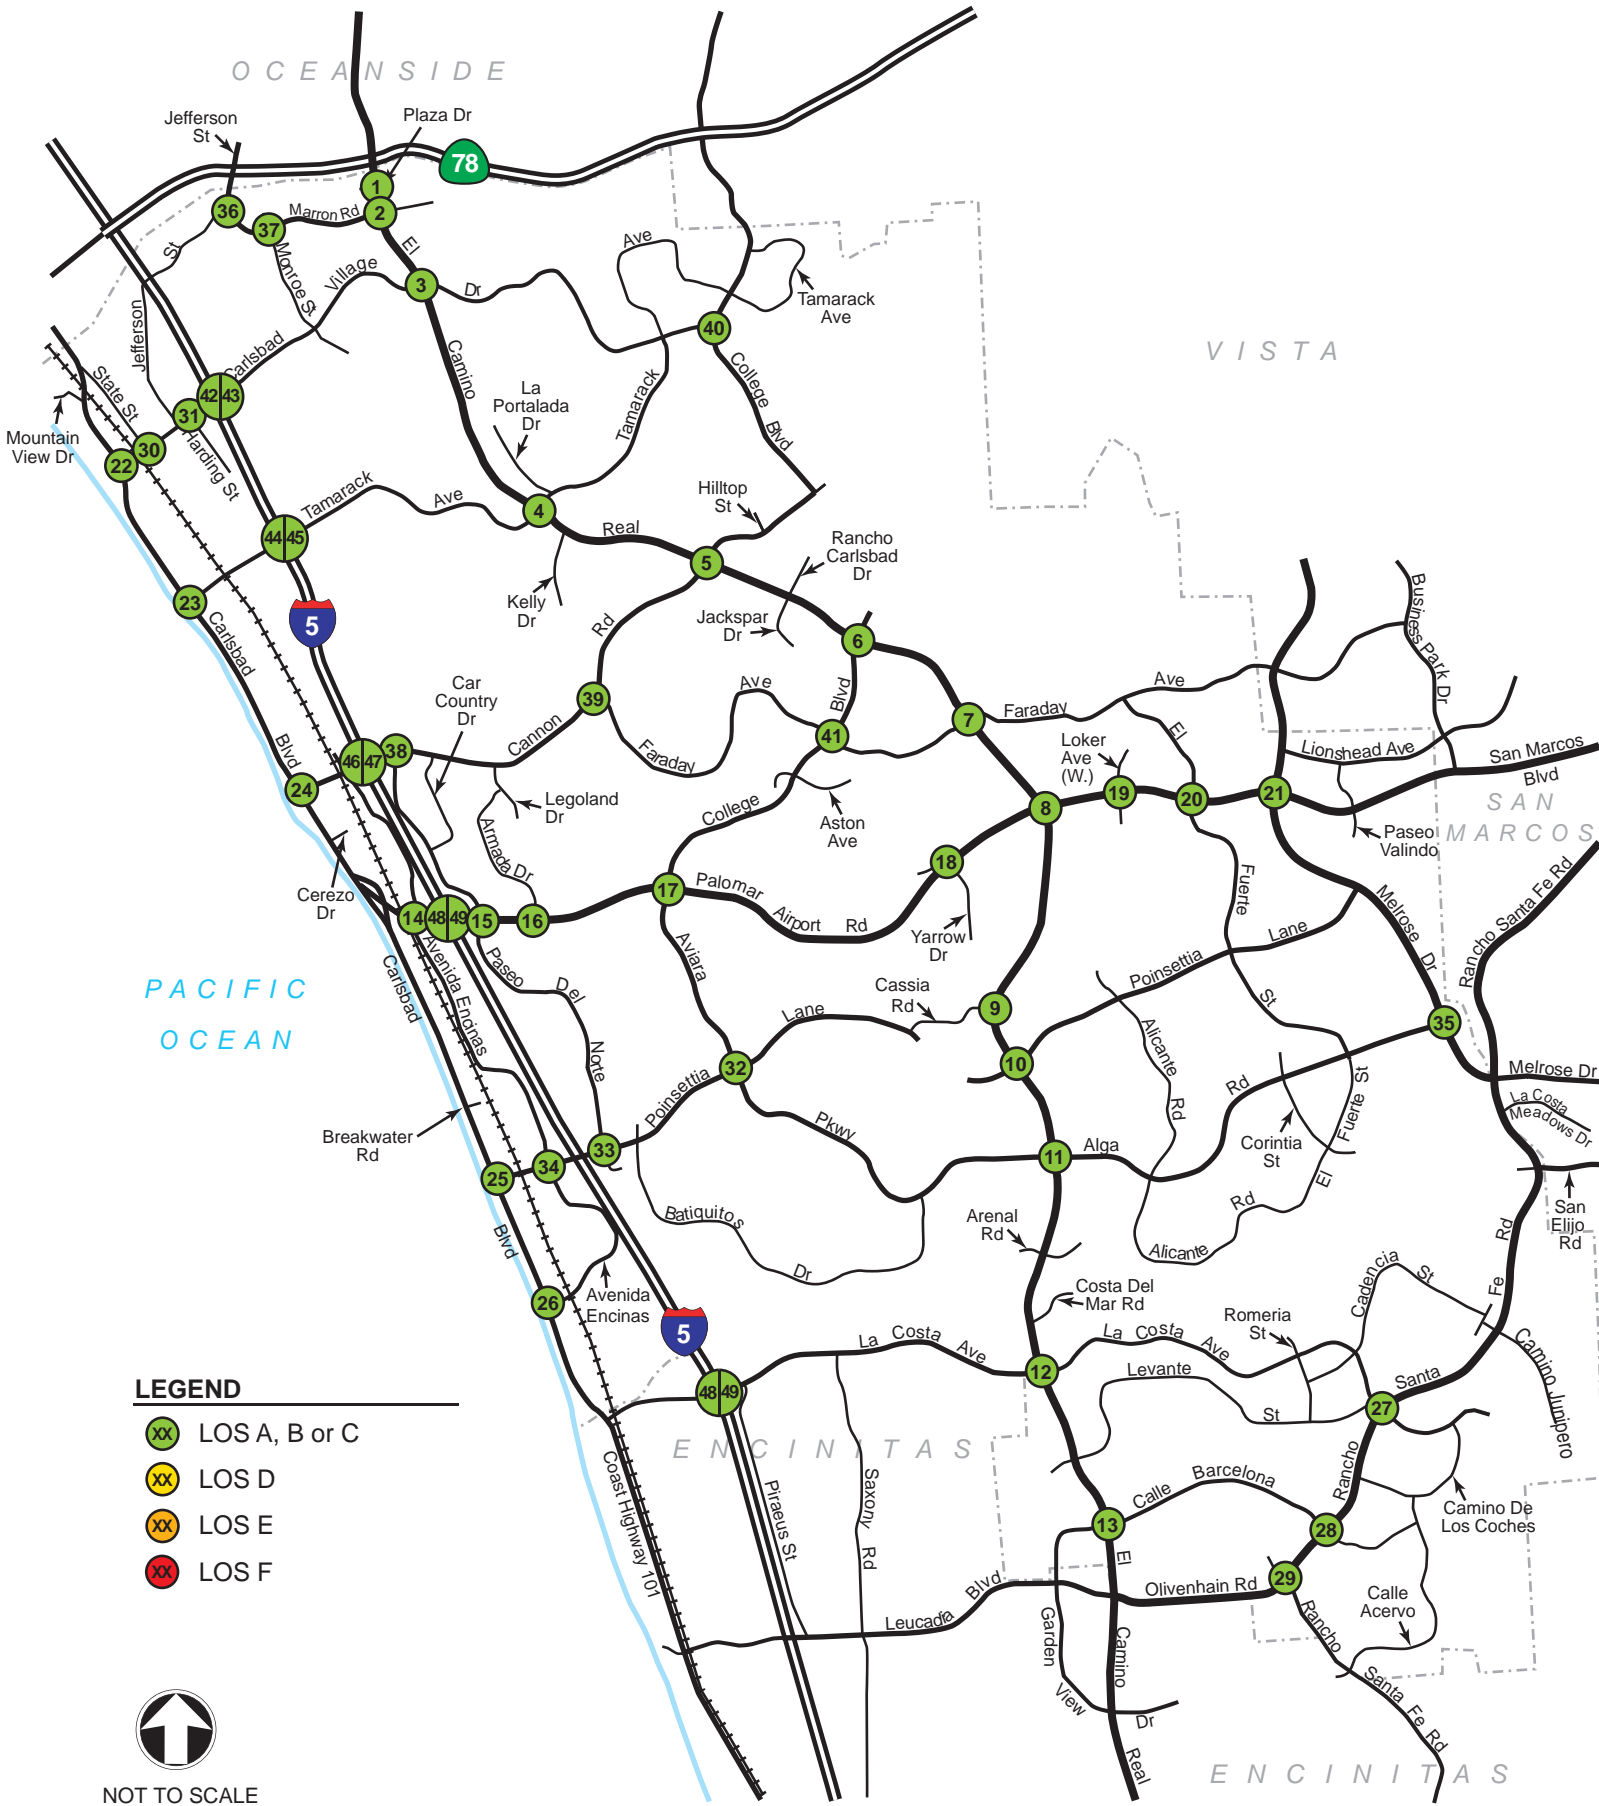 OCEANSIDE
Jefferson
St
Plaza Dr
78
1
36
37
Marron Rd
2
St
Monroe St
El
Village
3
Dr
Ave
Tamarack
Ave
VISTA
40
Jefferson
Carlsbad
Camino
State St
42 43
31
La
Portalada
Dr
Tamarack
College
Blvd
Mountain
View Dr
30
22
Harding St
Tamarack
Ave
4
Real
Hilltop
St
44 45
5
Rancho
Carlsbad
Dr
Kelly
Dr
Jackspar
Dr
23
5
Carlsbad
Rd
6
Business Park Dr
Car
Country
Dr
39
Ave
Blvd
7
Faraday
Ave
El
Blvd
46 47
38
Cannon
Faraday
41
Loker
Ave
(W.)
Lionshead Ave
San Marcos
Blvd
24
Legoland
Dr
Armada Dr
College
Aston
Ave
8
19
20
21
SAN
MARCOS
Paseo
Valindo
Cerezo
Dr
14
48 49
15
16
17
Palomar
Airport
Rd
18
Yarrow
Dr
Fuerte
Melrose
Dr
Rancho Santa Fe Rd
Lane
Poinsettia
PACIFIC
OCEAN
Carlsbad
Avenida Encinas
Paseo
Del
Norte
Aviara
Cassia
Rd
Lane
9
St
35
10
Alicante
Rd
32
Poinsettia
Rd
Melrose Dr
La Costa
Meadows Dr
Breakwater
Rd
33
34
25
Pkwy
11
Alga
Corintia
St
Fuerte St
El
Rd
San
Elijo
Rd
Batiquitos
Dr
Arenal
Rd
Alicante
Rd
Blvd
26
Avenida
Encinas
Costa Del
Mar Rd
Cadencia
St
Fe
5
La Costa
Ave
La Costa
Ave
Romeria
St
12
Levante
St
Santa
Camino Junipero
LEGEND
48 49
27
XX LOS A, B or C
XX LOS D
XX LOS E
XX LOS F
ENCINITAS
Coast Highway 101
Piraeus St
Saxony Rd
Calle
Barcelona
Rancho
Camino De
Los Coches
13
28
El
29
Olivenhain Rd
Leucadia
Blvd
Calle
Acervo
Garden
View
Dr
Camino
Real
Rancho
Santa Fe Rd
ENCINITAS
NOT TO SCALE